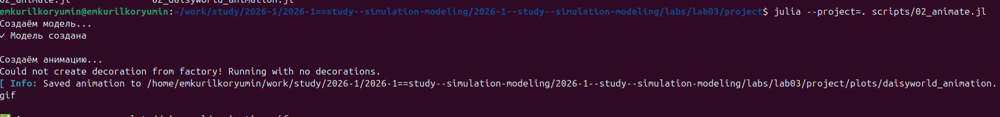 02_animate.jl 02_daisyworld_animation.jl
emkurilkoryumin@emkurilkoryumin:~/work/study/2026-1/2026-1==study--simulation-modeling/2026-1--study--simulation-modeling/labs/lab03/project$ julia --project=. scripts/02_animate.jl
Создаём модель...
✓ Модель создана
Создаём анимацию...
Could not create decoration from factory! Running with no decorations.
[ Info: Saved animation to /home/emkurilkoryumin/work/study/2026-1/2026-1==study--simulation-modeling/2026-1--study--simulation-modeling/labs/lab03/project/plots/daisyworld_animation.
gif